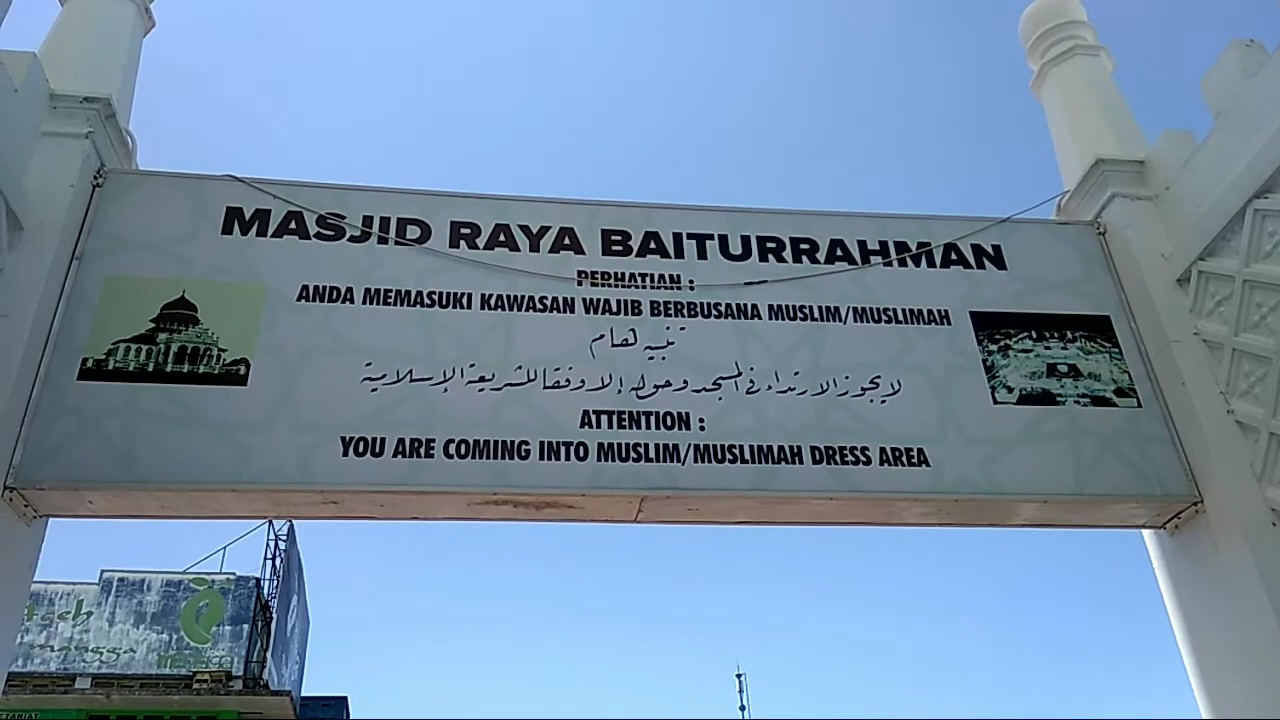 MASJID RAYA BAITURRAHMAN
PERHATIAN :
ANDA MEMASUKI KAWASAN WAJIB BERBUSANA MUSLIM/MUSLIMAH
تنبيه هام
لا يجوز الارتداء في المسجد وحوله إلا وفقا للشريعة الإسلامية
ATTENTION :
YOU ARE COMING INTO MUSLIM/MUSLIMAH DRESS AREA
mangga